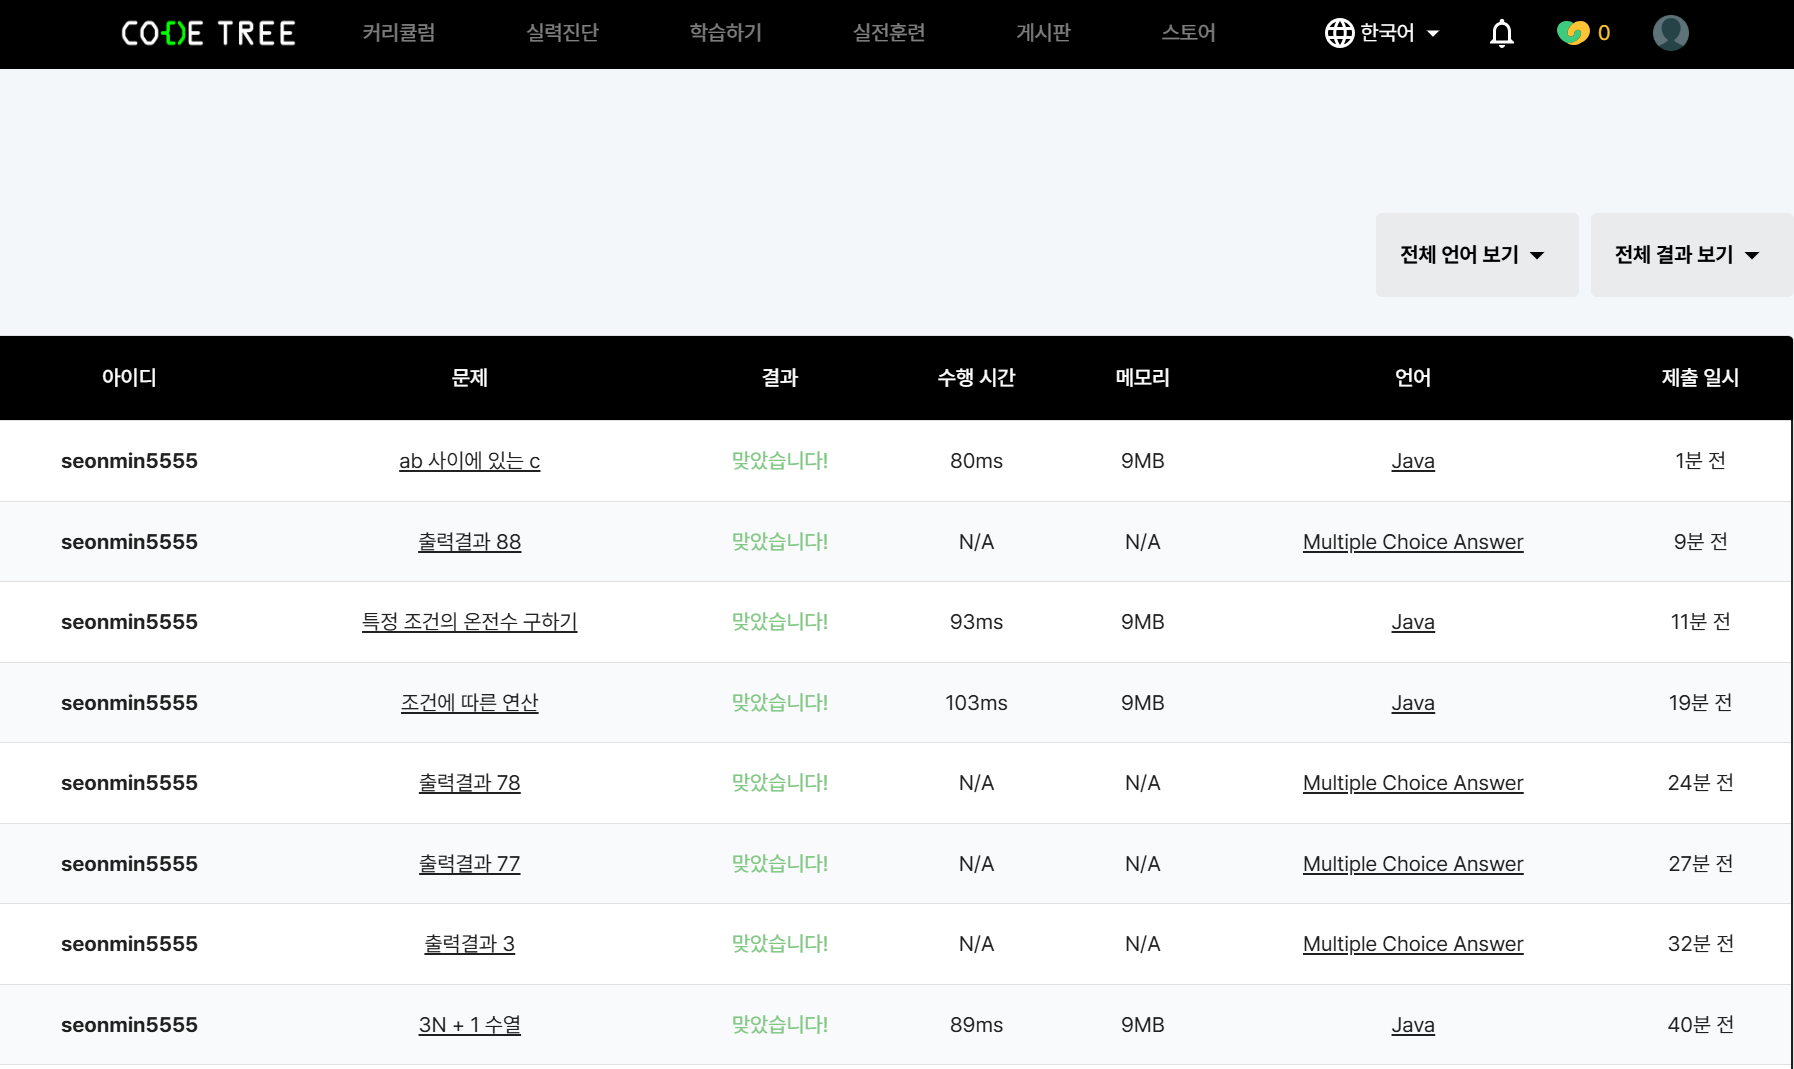 CODE TREE 커리큘럼 실력진단 학습하기 실전훈련 게시판 스토어 한국어 0
전체 언어 보기 전체 결과 보기
아이디 문제 결과 수행 시간 메모리 언어 제출 일시
seonmin5555 ab 사이에 있는 c 맞았습니다! 80ms 9MB Java 1분 전
seonmin5555 출력결과 88 맞았습니다! N/A N/A Multiple Choice Answer 9분 전
seonmin5555 특정 조건의 온전수 구하기 맞았습니다! 93ms 9MB Java 11분 전
seonmin5555 조건에 따른 연산 맞았습니다! 103ms 9MB Java 19분 전
seonmin5555 출력결과 78 맞았습니다! N/A N/A Multiple Choice Answer 24분 전
seonmin5555 출력결과 77 맞았습니다! N/A N/A Multiple Choice Answer 27분 전
seonmin5555 출력결과 3 맞았습니다! N/A N/A Multiple Choice Answer 32분 전
seonmin5555 3N + 1 수열 맞았습니다! 89ms 9MB Java 40분 전